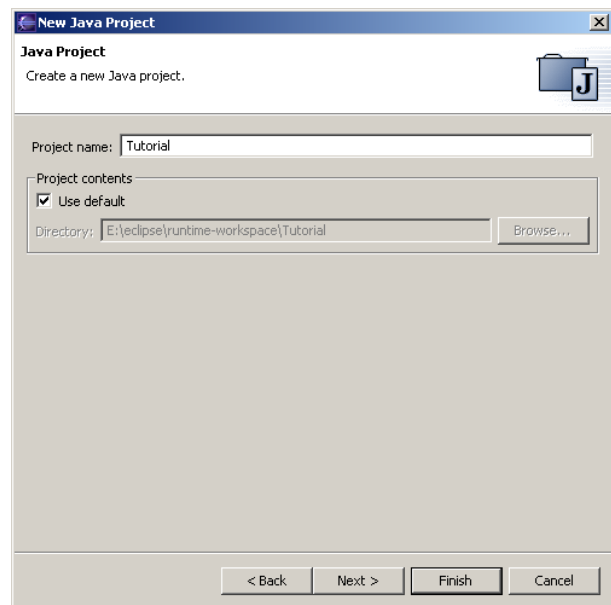 New Java Project
Java Project
Create a new Java project.
J
Project name: Tutorial
Project contents
Use default
Directory: E:\eclipse\runtime-workspace\Tutorial Browse...
< Back Next > Finish Cancel